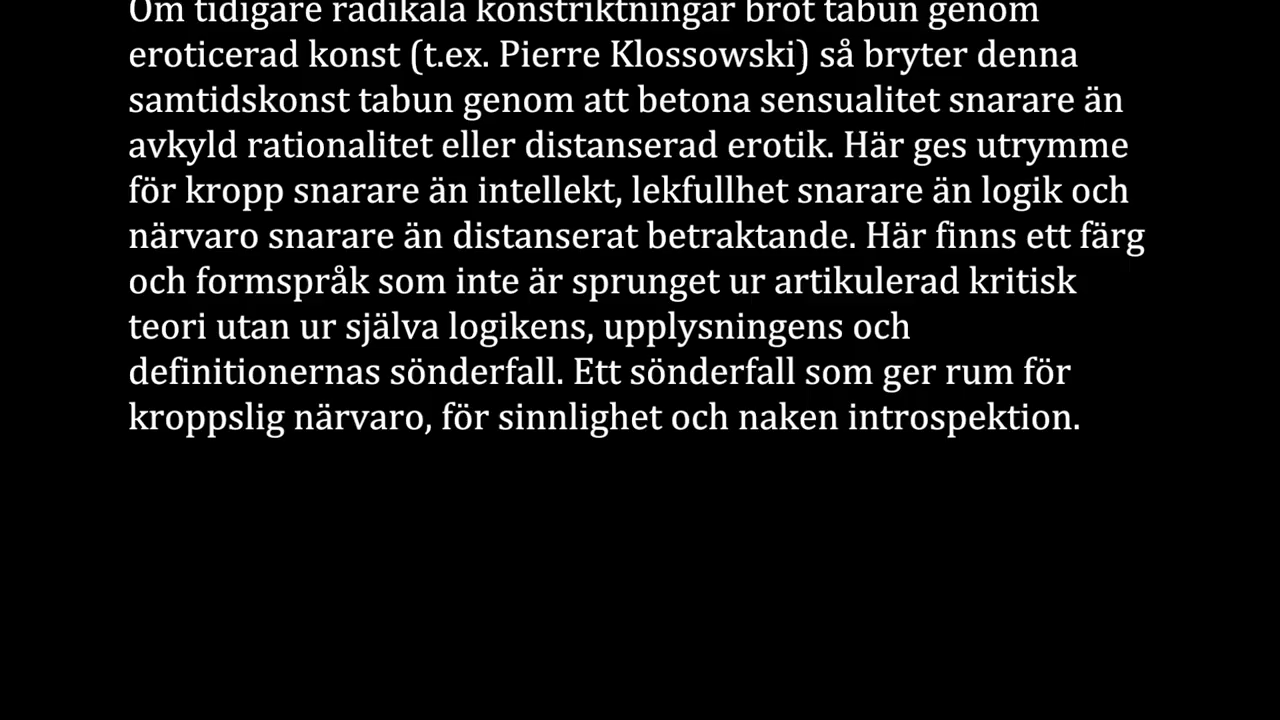 Om tidigare radikala konstriktningar bröt tabun genom
eroticerad konst (t.ex. Pierre Klossowski) så bryter denna
samtidskonst tabun genom att betona sensualitet snarare än
avkyld rationalitet eller distanserad erotik. Här ges utrymme
för kropp snarare än intellekt, lekfullhet snarare än logik och
närvaro snarare än distanserat betraktande. Här finns ett färg
och formspråk som inte är sprunget ur artikulerad kritisk
teori utan ur själva logikens, upplysningens och
definitionernas sönderfall. Ett sönderfall som ger rum för
kroppslig närvaro, för sinnlighet och naken introspektion.